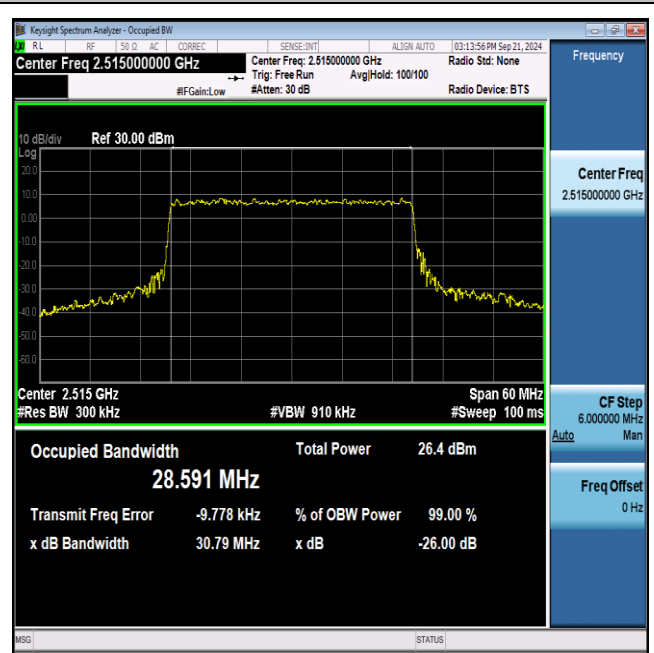 Keysight Spectrum Analyzer - Occupied BW
LXI RL RF 50 Ω AC CORREC SENSE:INT ALIGN AUTO 03:13:56 PM Sep 21, 2024
Center Freq 2.515000000 GHz
Center Freq: 2.515000000 GHz
Radio Std: None
Trig: Free Run Avg|Hold: 100/100
#IFGain:Low
#Atten: 30 dB
Radio Device: BTS
10 dB/div Ref 30.00 dBm
Log
20.0
10.0
0.00
-10.0
-20.0
-30.0
-40.0
-50.0
-60.0
Center 2.515 GHz Span 60 MHz
#Res BW 300 kHz #VBW 910 kHz #Sweep 100 ms
Occupied Bandwidth Total Power 26.4 dBm
28.591 MHz
Transmit Freq Error -9.778 kHz % of OBW Power 99.00 %
x dB Bandwidth 30.79 MHz x dB -26.00 dB
MSG STATUS
Frequency
Center Freq
2.515000000 GHz
CF Step
6.000000 MHz
Auto Man
Freq Offset
0 Hz